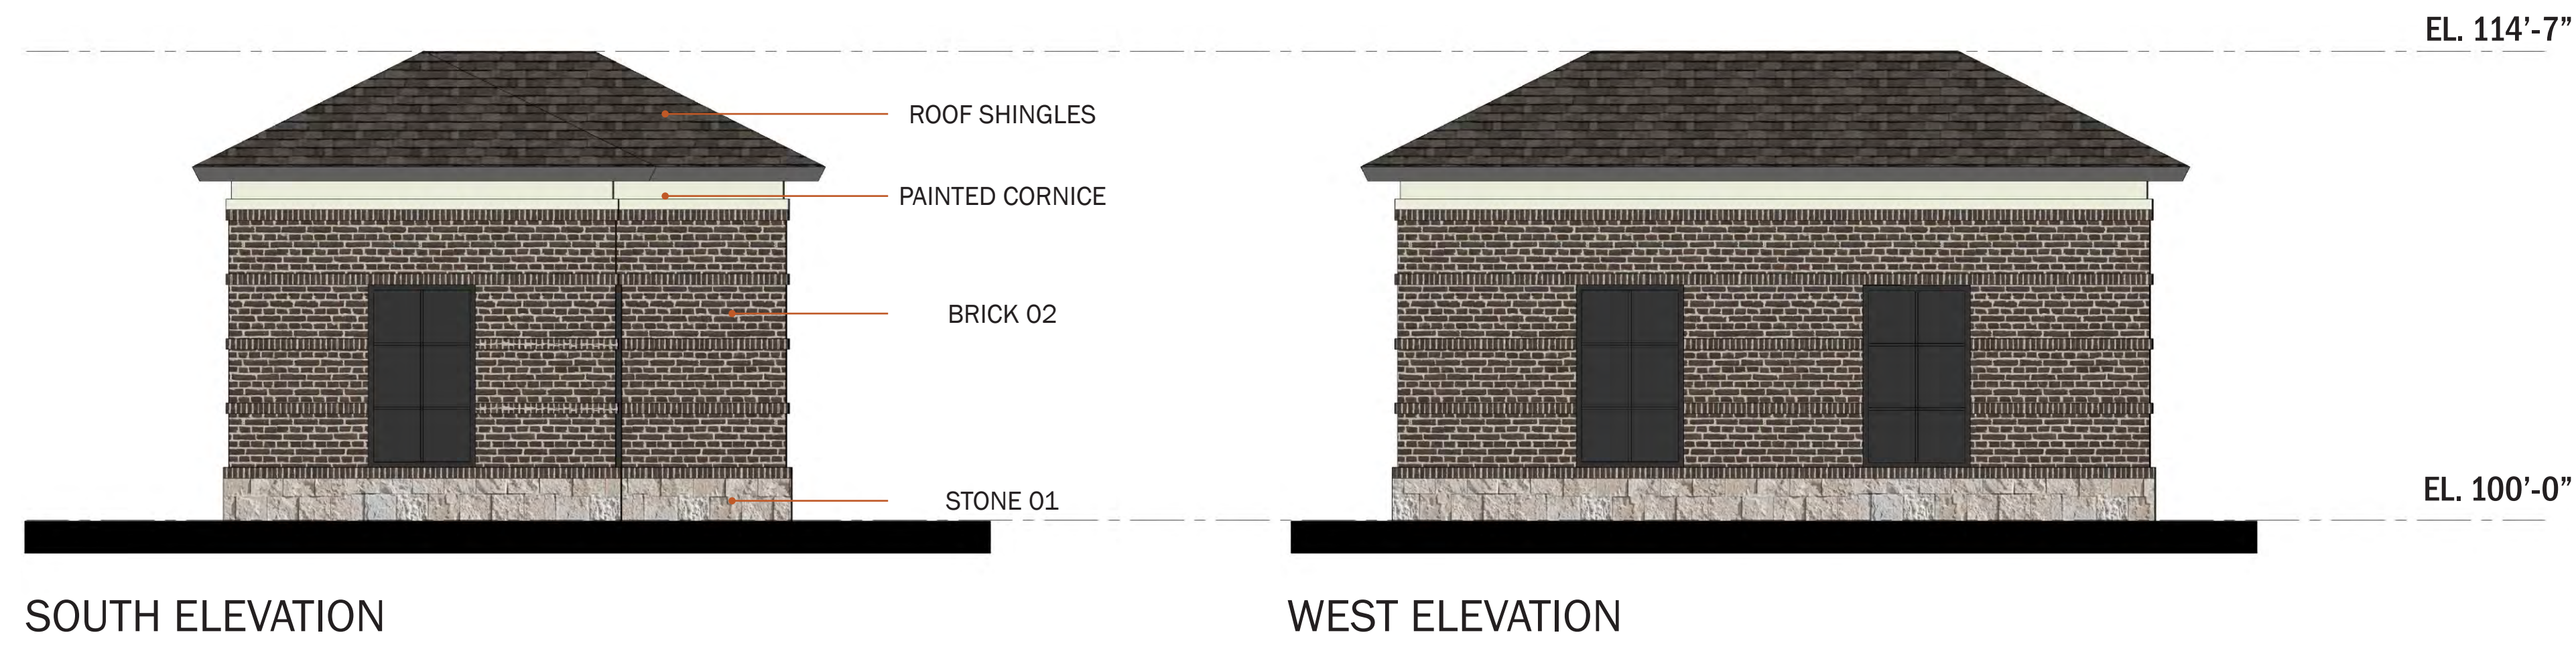 EL. 114’-7”
ROOF SHINGLES
PAINTED CORNICE
BRICK 02
STONE 01
EL. 100’-0”
SOUTH ELEVATION
WEST ELEVATION